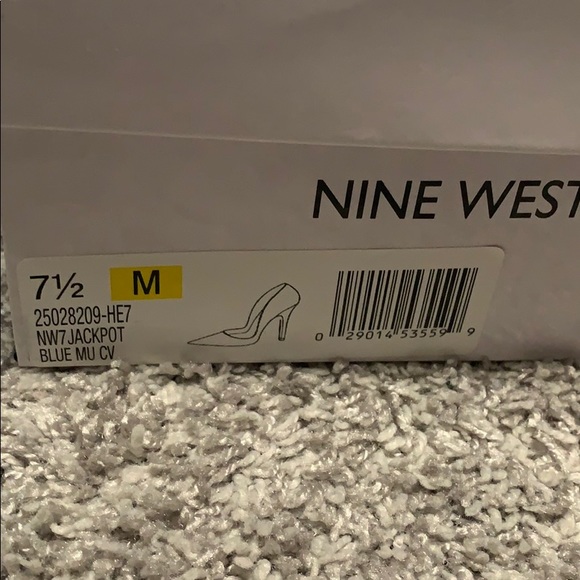 NINE WEST
7½ M
25028209-HE7
NW7JACKPOT
BLUE MU CV
0 29014 53559 9